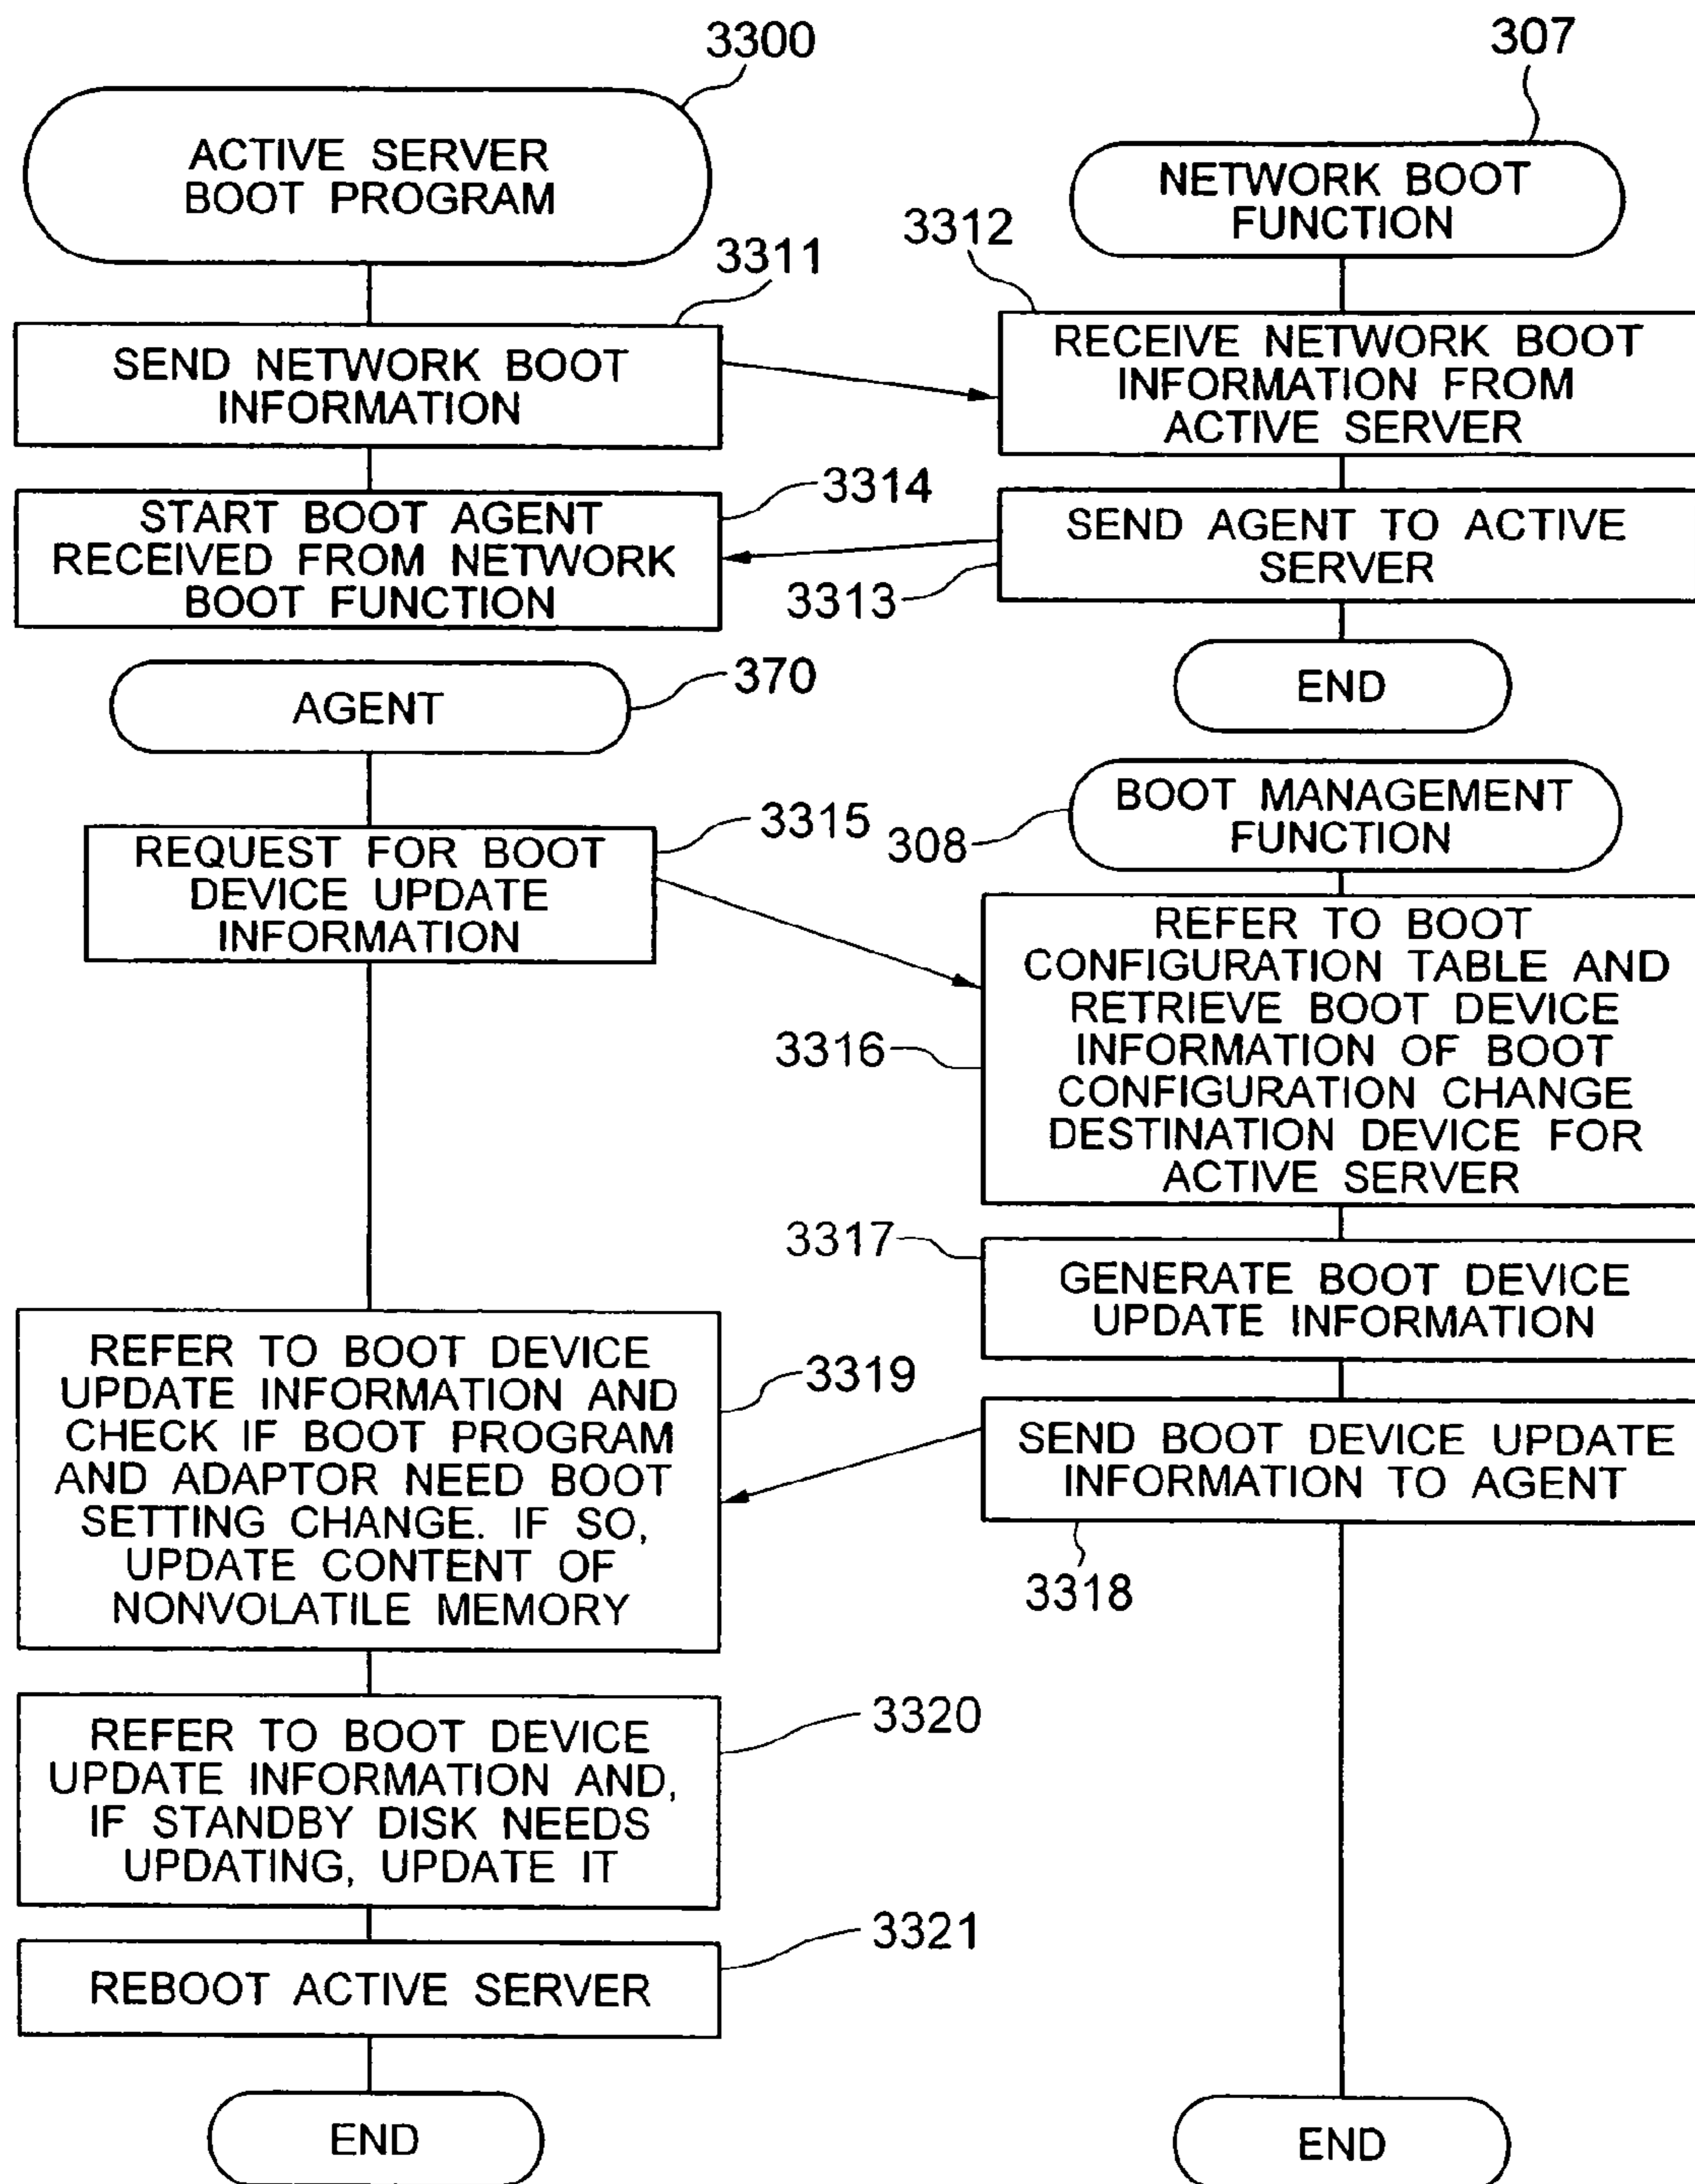 3300
ACTIVE SERVER
BOOT PROGRAM
307
NETWORK BOOT
FUNCTION
3311
SEND NETWORK BOOT
INFORMATION
3312
RECEIVE NETWORK BOOT
INFORMATION FROM
ACTIVE SERVER
3314
START BOOT AGENT
RECEIVED FROM NETWORK
BOOT FUNCTION
SEND AGENT TO ACTIVE
SERVER
3313
END
AGENT
370
BOOT MANAGEMENT
FUNCTION
308
REQUEST FOR BOOT
DEVICE UPDATE
INFORMATION
3315
REFER TO BOOT
CONFIGURATION TABLE AND
RETRIEVE BOOT DEVICE
INFORMATION OF BOOT
CONFIGURATION CHANGE
DESTINATION DEVICE FOR
ACTIVE SERVER
3316
3317
GENERATE BOOT DEVICE
UPDATE INFORMATION
REFER TO BOOT DEVICE
UPDATE INFORMATION AND
CHECK IF BOOT PROGRAM
AND ADAPTOR NEED BOOT
SETTING CHANGE. IF SO,
UPDATE CONTENT OF
NONVOLATILE MEMORY
3319
SEND BOOT DEVICE UPDATE
INFORMATION TO AGENT
3318
REFER TO BOOT DEVICE
UPDATE INFORMATION AND,
IF STANDBY DISK NEEDS
UPDATING, UPDATE IT
3320
REBOOT ACTIVE SERVER
3321
END
END